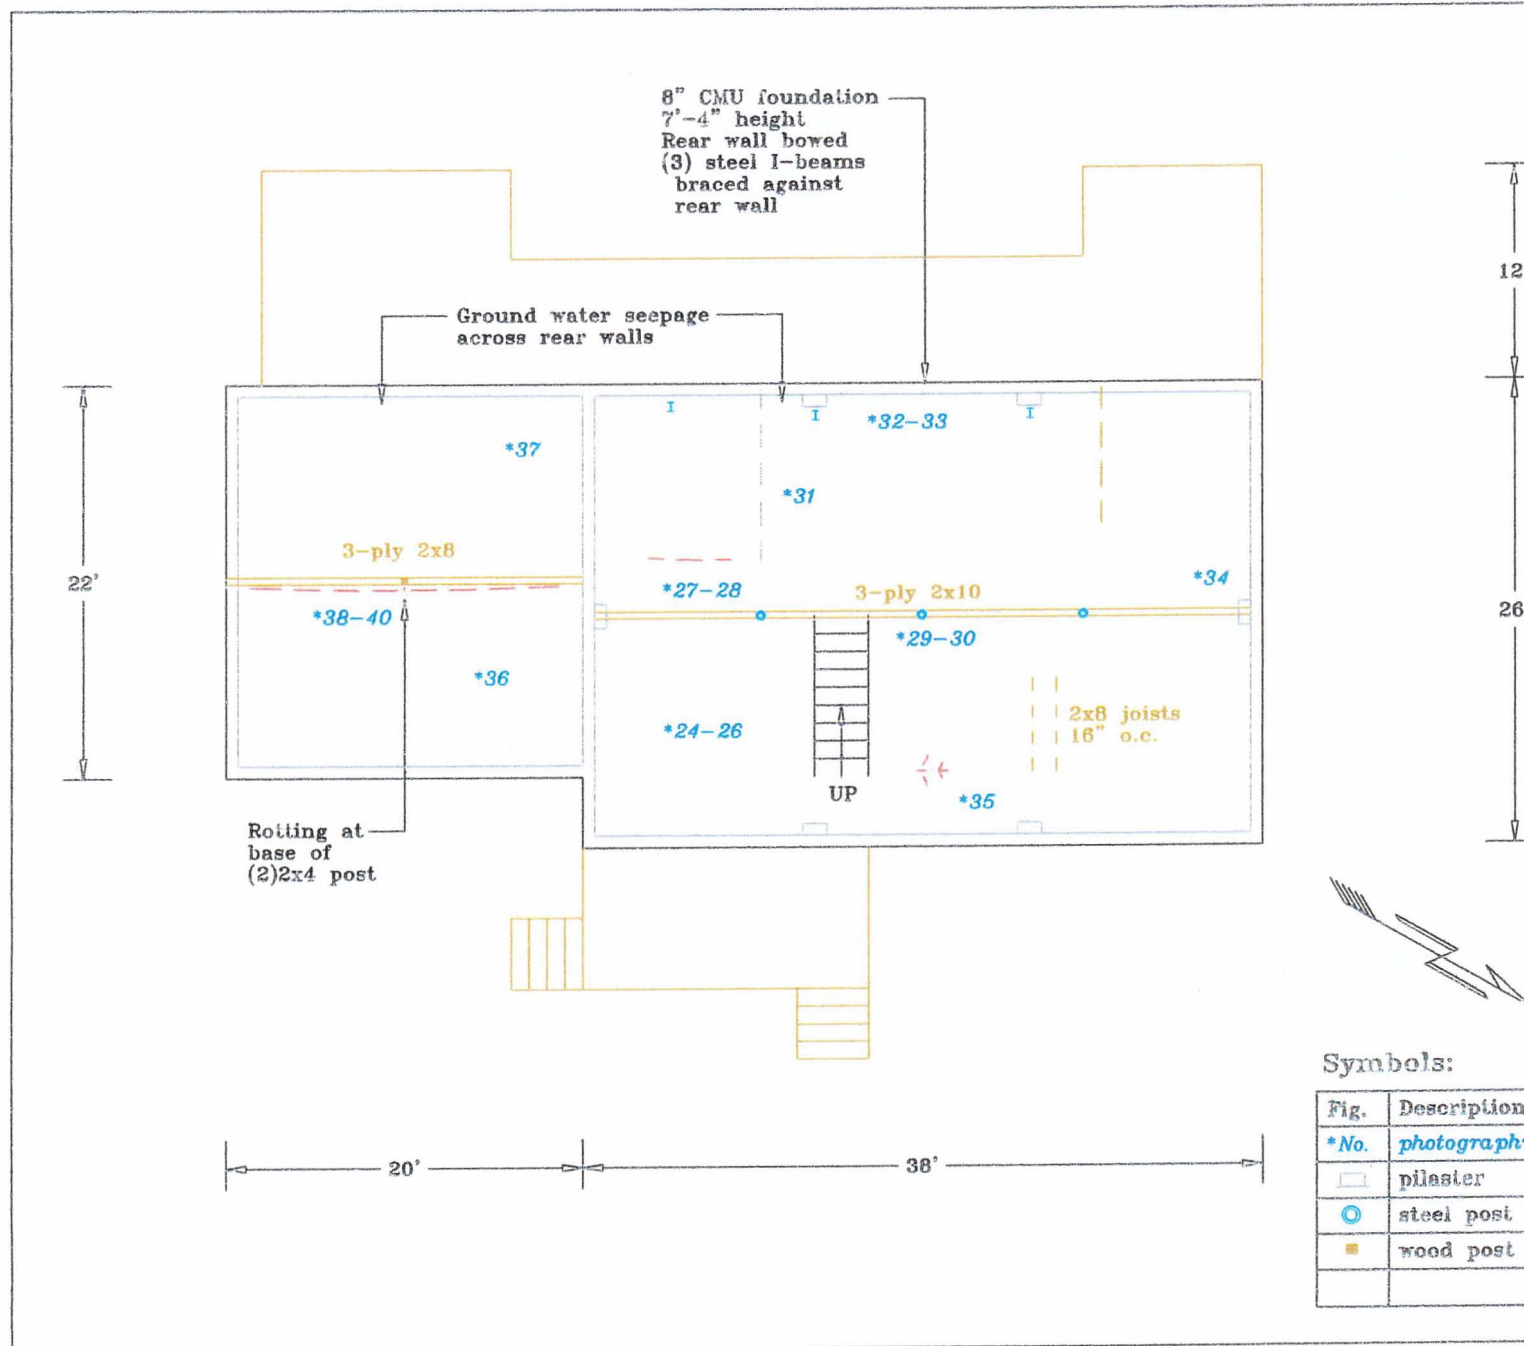 8" CMU foundation
7'-4" height
Rear wall bowed
(3) steel I-beams
braced against
rear wall
12
Ground water seepage
across rear walls
I
I
I
*32-33
*37
*31
3-ply 2x8
22'
*27-28
3-ply 2x10
*34
26
*38-40
*29-30
*36
*24-26
2x8 joists
16" o.c.
UP
*35
Rotting at
base of
(2)2x4 post
Symbols:
Fig. Description
*No. photograph
pilaster
steel post
wood post
20'
38'